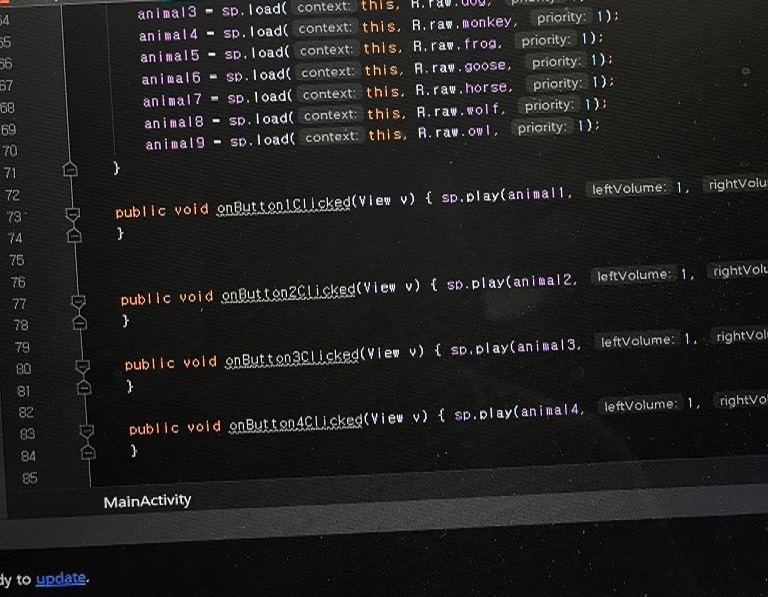 64 animal3 = sp.load( context: this, R.raw.dog,
65 animal4 = sp.load( context: this, R.raw.monkey, priority: 1);
66 animal5 = sp.load( context: this, R.raw.frog, priority: 1);
67 animal6 = sp.load( context: this, R.raw.goose, priority: 1);
68 animal7 = sp.load( context: this, R.raw.horse, priority: 1);
69 animal8 = sp.load( context: this, R.raw.wolf, priority: 1);
70 animal9 = sp.load( context: this, R.raw.owl, priority: 1);
71 }
72
73 public void onButton1Clicked(View v) { sp.play(animal1, leftVolume: 1, rightVolu
74 }
75
76
77 public void onButton2Clicked(View v) { sp.play(animal2, leftVolume: 1, rightVolu
78 }
79
80 public void onButton3Clicked(View v) { sp.play(animal3, leftVolume: 1, rightVol
81 }
82
83 public void onButton4Clicked(View v) { sp.play(animal4, leftVolume: 1, rightVo
84 }
85
MainActivity
dy to update.